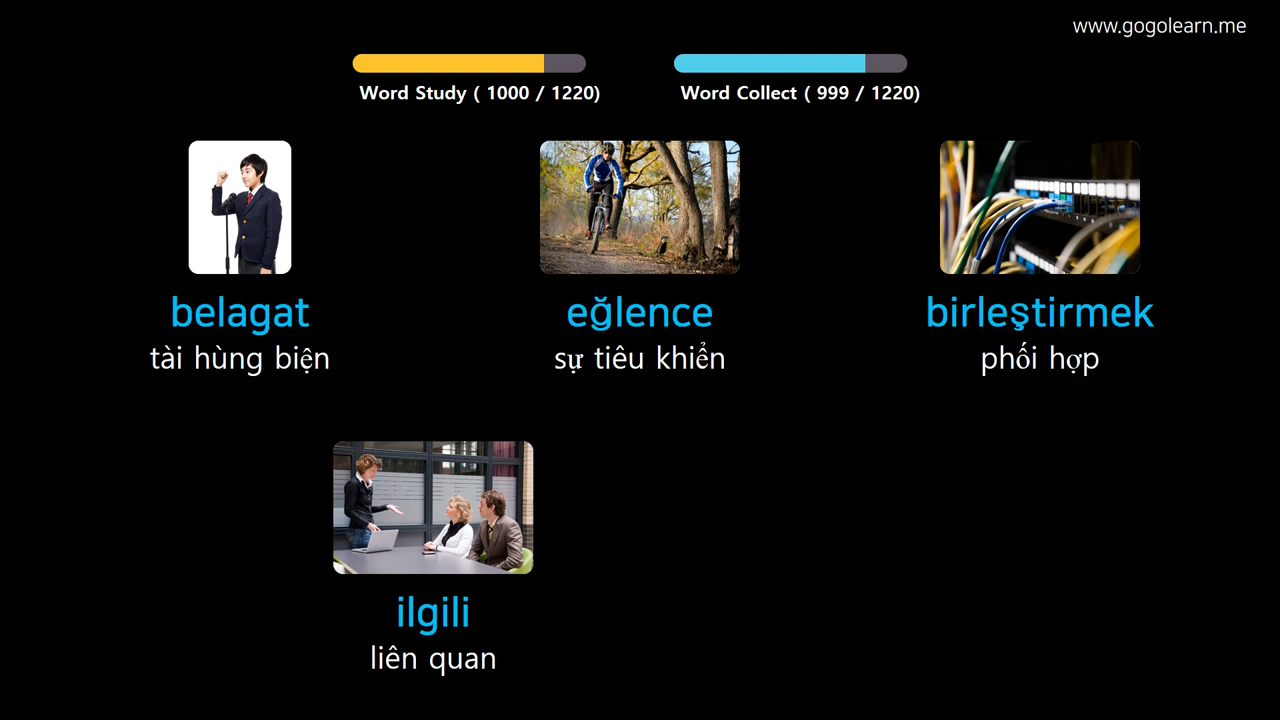 www.gogolearn.me
Word Study ( 1000 / 1220)
Word Collect ( 999 / 1220)
belagat
tài hùng biện
eğlence
sự tiêu khiển
birleştirmek
phối hợp
ilgili
liên quan